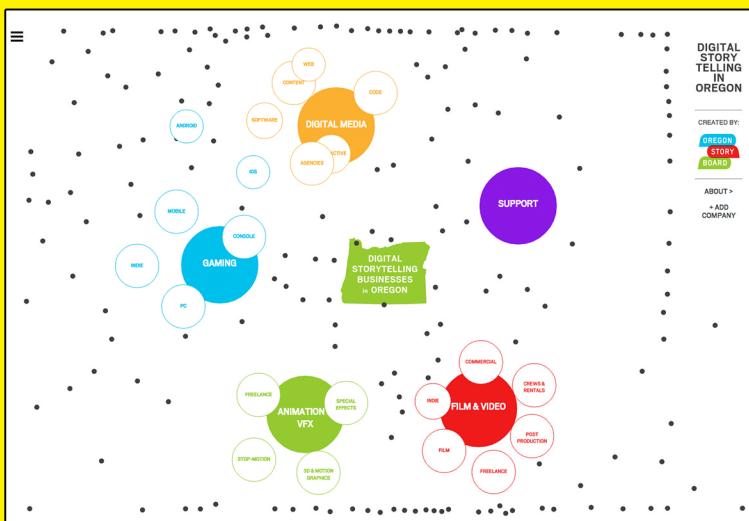 WEB
CONTENT
CODE
SOFTWARE
DIGITAL MEDIA
AGENCIES
ANDROID
IOS
MOBILE
CONSOLE
INDIE
GAMING
PC
SUPPORT
DIGITAL
STORYTELLING
BUSINESSES
in OREGON
FREELANCE
SPECIAL
EFFECTS
ANIMATION
VFX
STOP-MOTION
3D & MOTION
GRAPHICS
COMMERCIAL
CREWS &
RENTALS
INDIE
FILM & VIDEO
POST
PRODUCTION
FILM
FREELANCE
DIGITAL
STORY
TELLING
IN
OREGON
CREATED BY:
OREGON
STORY
BOARD
ABOUT >
+ ADD
COMPANY